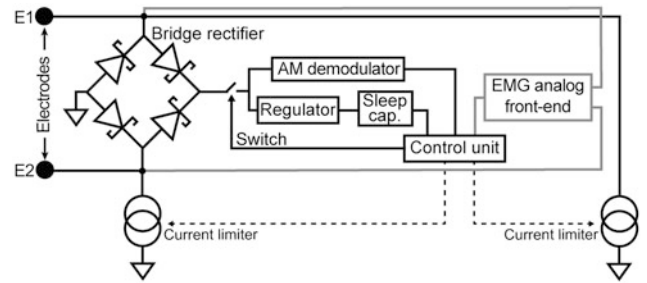 E1
Bridge rectifier
Electrodes
AM demodulator
EMG analog
front-end
Regulator
Sleep
cap.
Switch
Control unit
E2
Current limiter
Current limiter